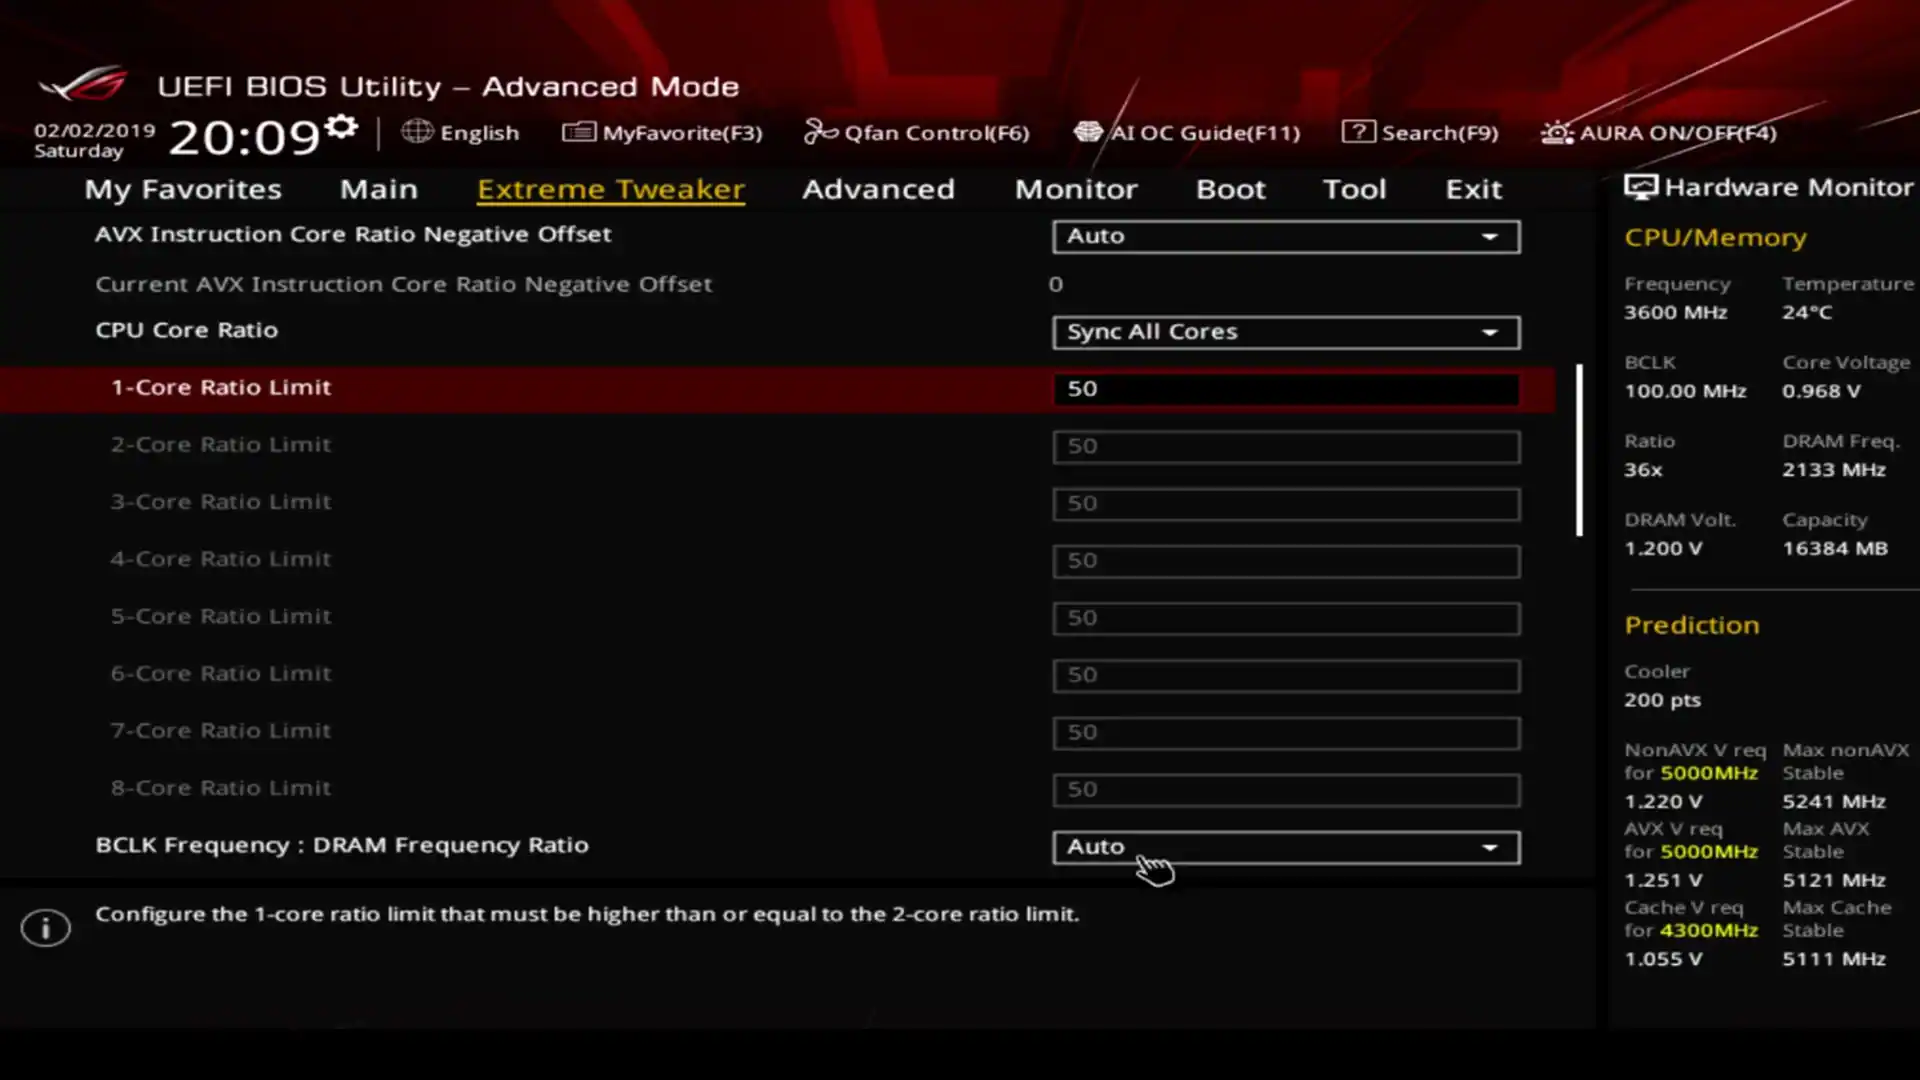 UEFI BIOS Utility – Advanced Mode
02/02/2019
Saturday
20:09
English
MyFavorite(F3)
Qfan Control(F6)
AI OC Guide(F11)
Search(F9)
AURA ON/OFF(F4)
My Favorites
Main
Extreme Tweaker
Advanced
Monitor
Boot
Tool
Exit
AVX Instruction Core Ratio Negative Offset
Auto
Current AVX Instruction Core Ratio Negative Offset
0
CPU Core Ratio
Sync All Cores
1-Core Ratio Limit
50
2-Core Ratio Limit
50
3-Core Ratio Limit
50
4-Core Ratio Limit
50
5-Core Ratio Limit
50
6-Core Ratio Limit
50
7-Core Ratio Limit
50
8-Core Ratio Limit
50
BCLK Frequency : DRAM Frequency Ratio
Auto
Configure the 1-core ratio limit that must be higher than or equal to the 2-core ratio limit.
Hardware Monitor
CPU/Memory
Frequency Temperature
3600 MHz 24°C
BCLK Core Voltage
100.00 MHz 0.968 V
Ratio DRAM Freq.
36x 2133 MHz
DRAM Volt. Capacity
1.200 V 16384 MB
Prediction
Cooler
200 pts
NonAVX V req Max nonAVX
for 5000MHz Stable
1.220 V 5241 MHz
AVX V req Max AVX
for 5000MHz Stable
1.251 V 5121 MHz
Cache V req Max Cache
for 4300MHz Stable
1.055 V 5111 MHz